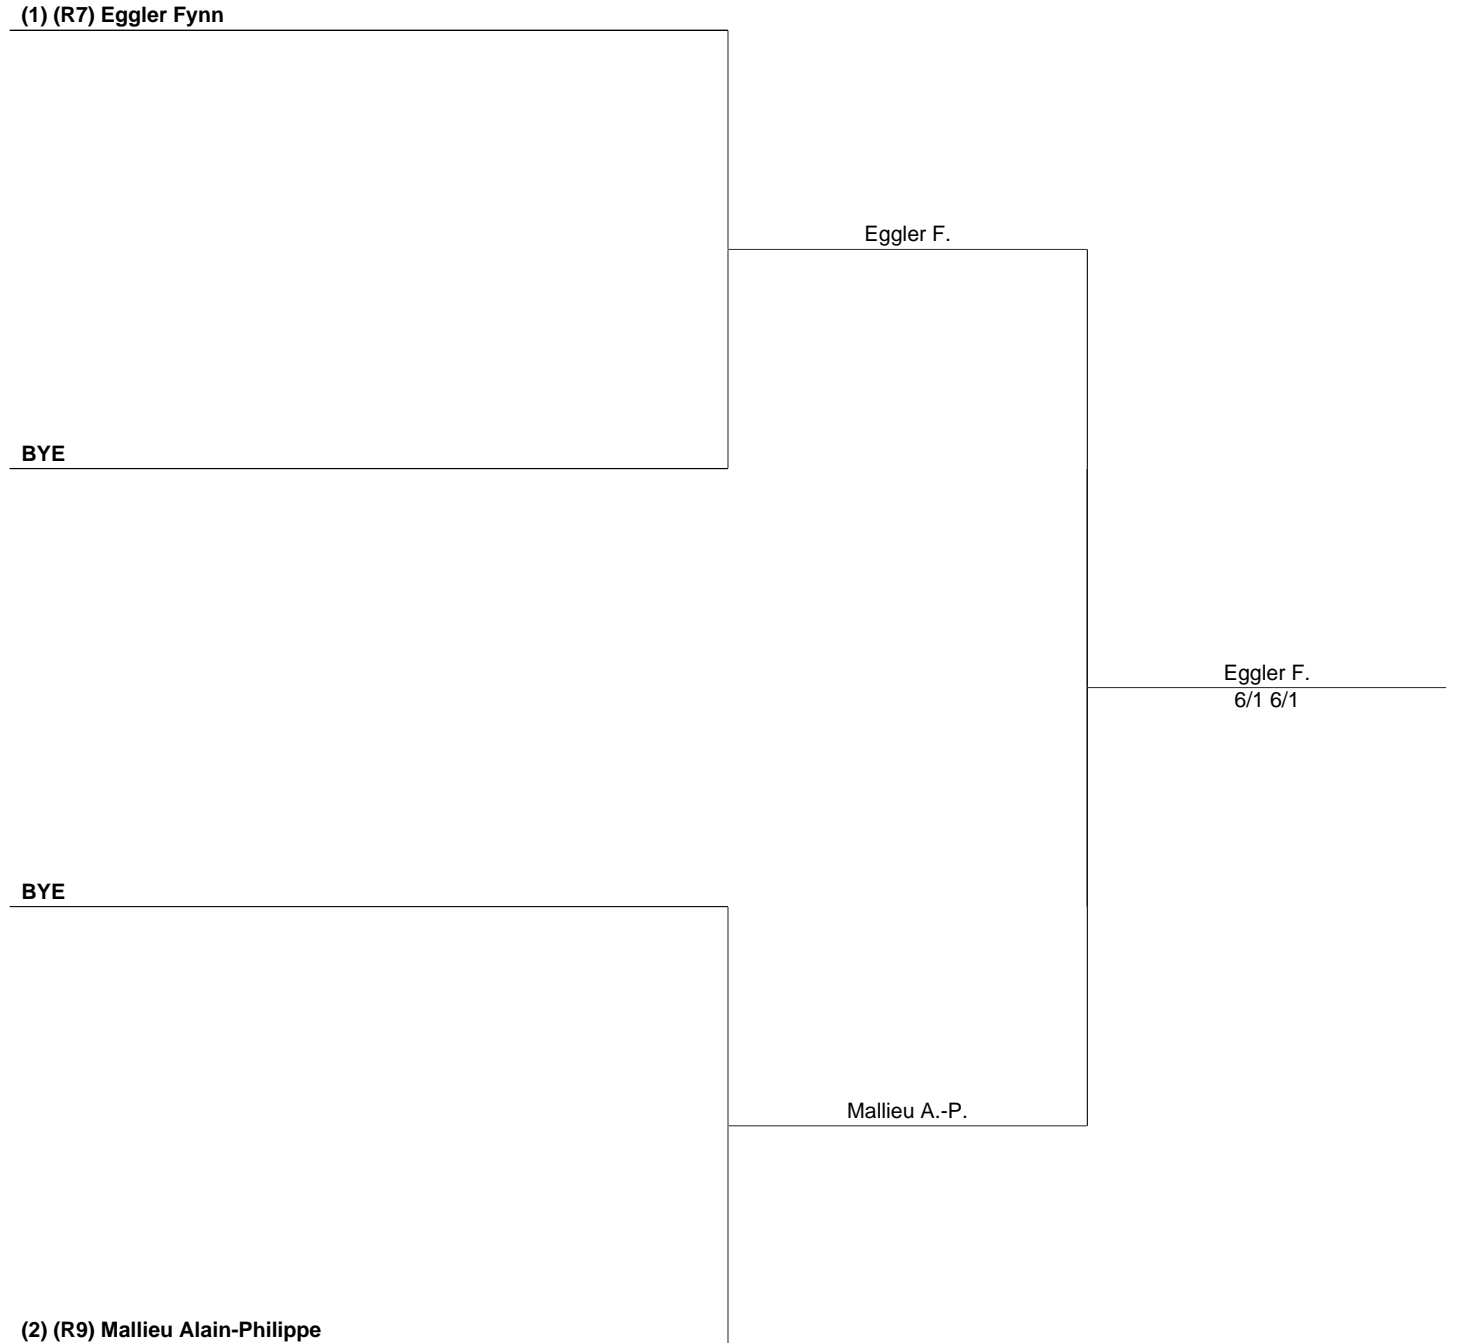 (1) (R7) Eggler Fynn
Eggler F.
BYE
Eggler F.
6/1 6/1
BYE
Mallieu A.-P.
(2) (R9) Mallieu Alain-Philippe